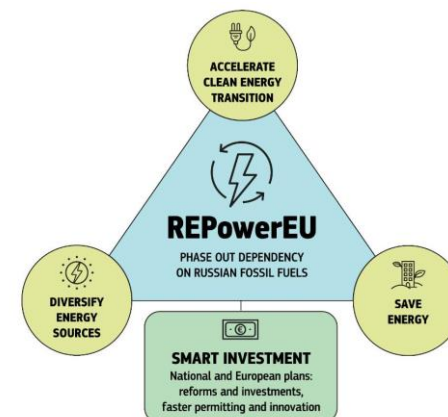 ACCELERATE
CLEAN ENERGY
TRANSITION
REPowerEU
PHASE OUT DEPENDENCY
ON RUSSIAN FOSSIL FUELS
DIVERSIFY
ENERGY
SOURCES
SAVE
ENERGY
€
SMART INVESTMENT
National and European plans:
reforms and investments,
faster permitting and innovation